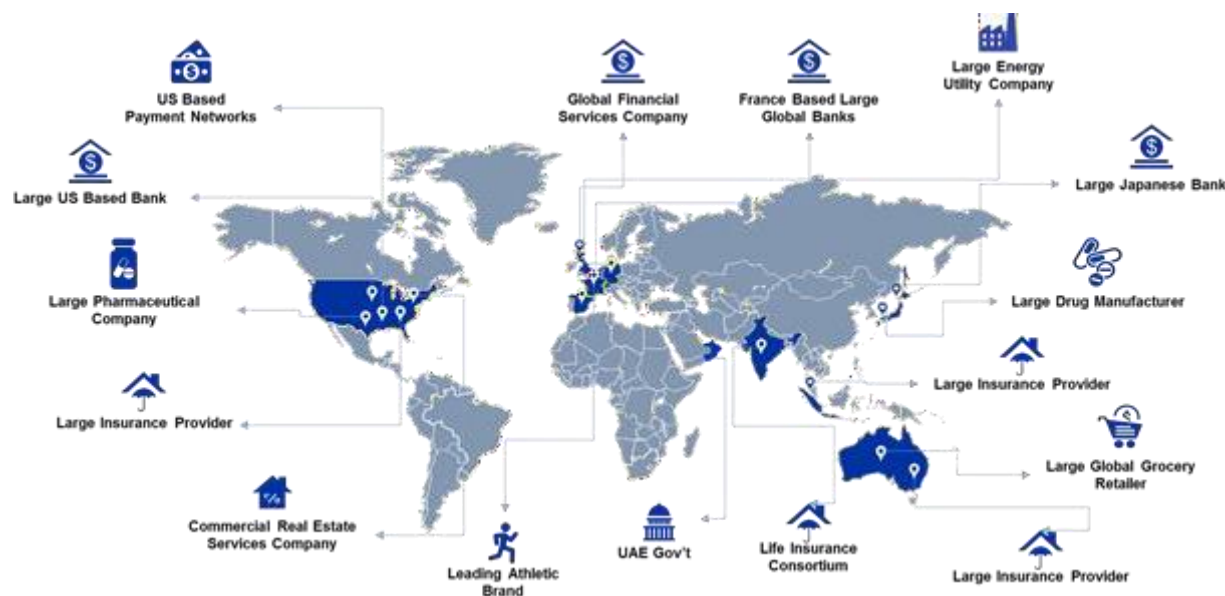 US Based
Payment Networks
Global Financial
Services Company
France Based Large
Global Banks
Large Energy
Utility Company
Large US Based Bank
Large Japanese Bank
Large Pharmaceutical
Company
Large Drug Manufacturer
Large Insurance Provider
Large Insurance Provider
Large Global Grocery
Retailer
Commercial Real Estate
Services Company
Leading Athletic
Brand
UAE Gov't
Life Insurance
Consortium
Large Insurance Provider